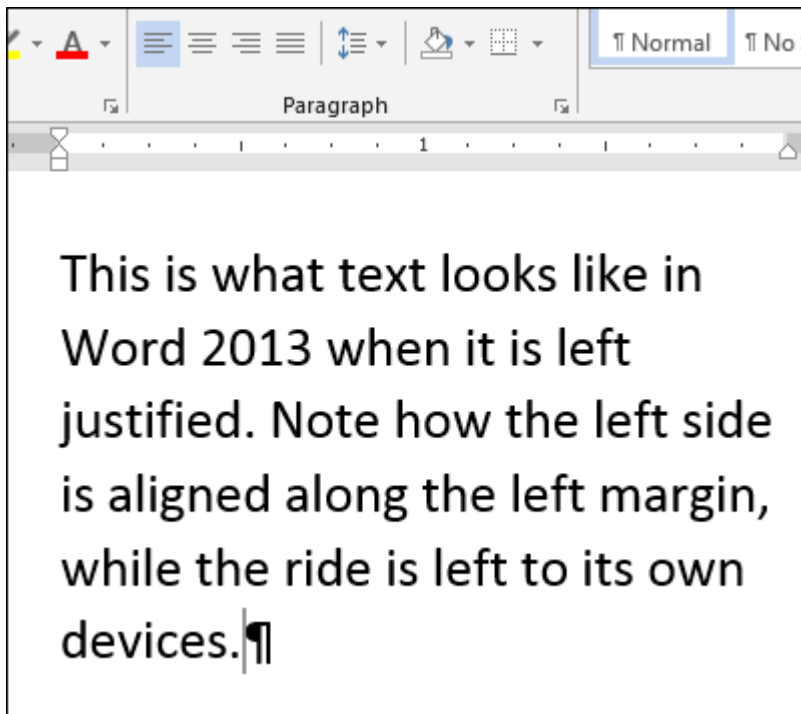 ¶ Normal ¶ No
Paragraph
1
This is what text looks like in
Word 2013 when it is left
justified. Note how the left side
is aligned along the left margin,
while the ride is left to its own
devices.¶